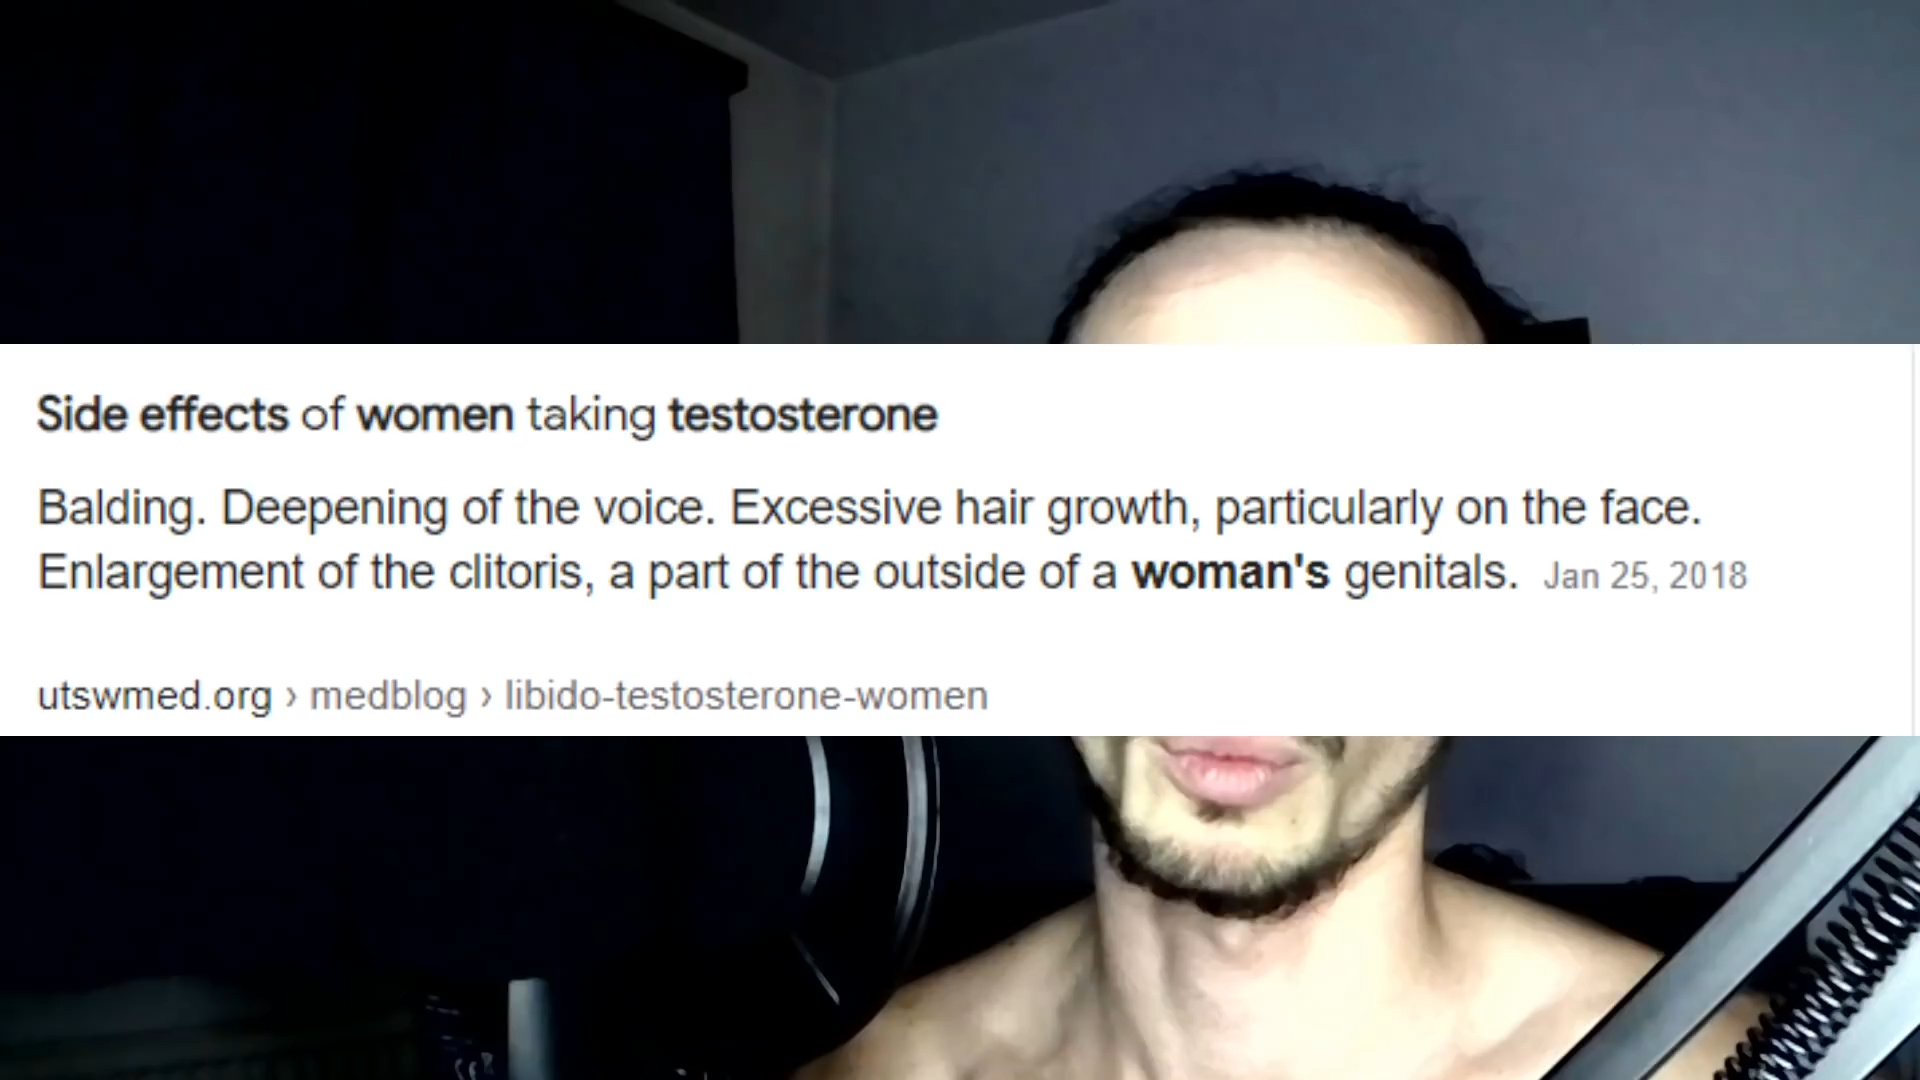 Side effects of women taking testosterone
Balding. Deepening of the voice. Excessive hair growth, particularly on the face.
Enlargement of the clitoris, a part of the outside of a woman's genitals. Jan 25, 2018
utswmed.org › medblog › libido-testosterone-women